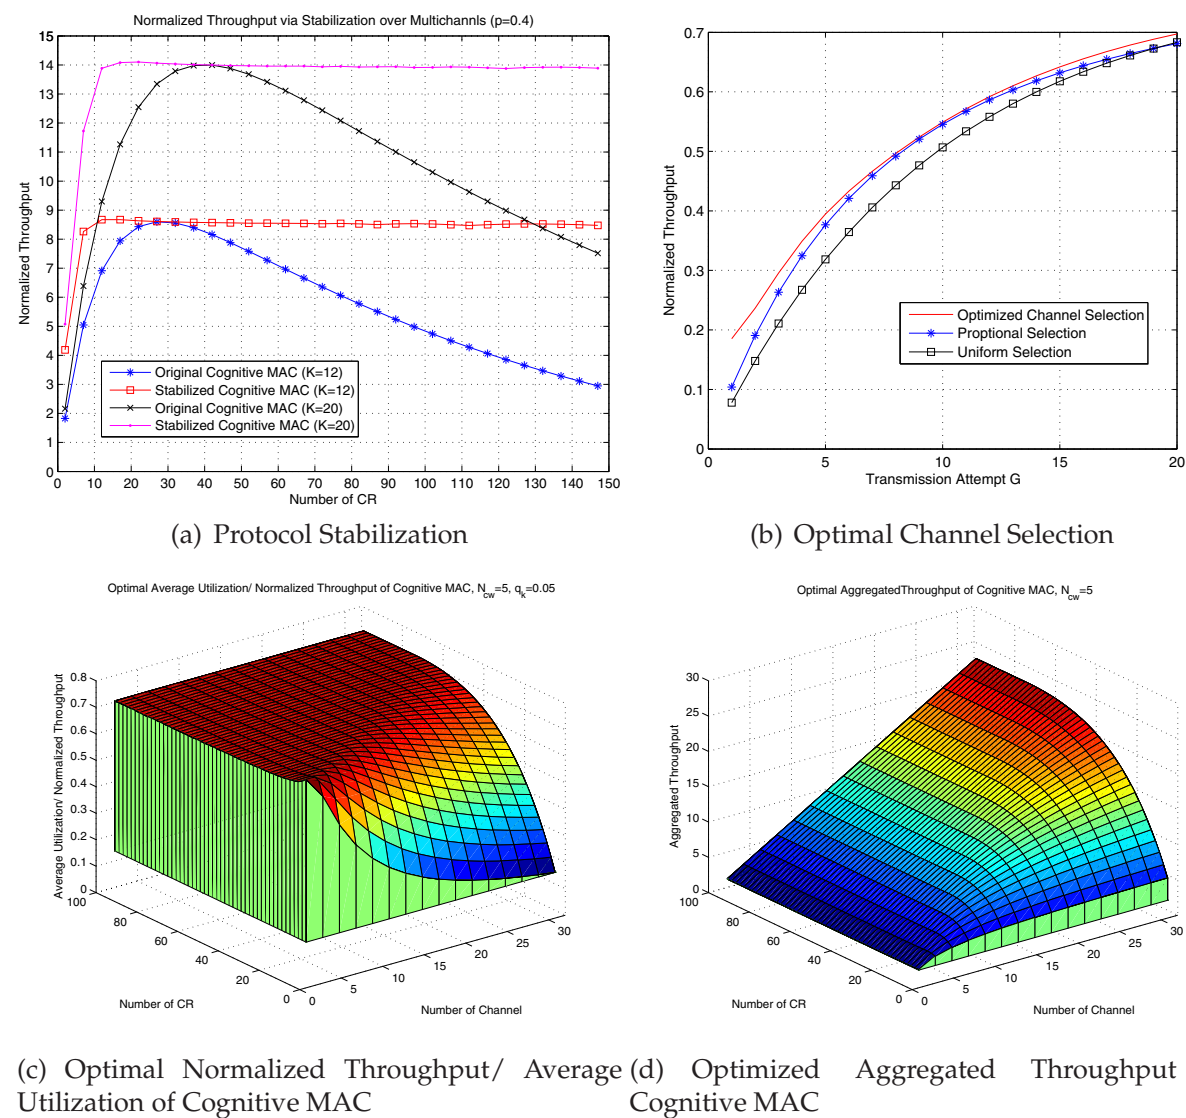 Normalized Throughput via Stabilization over Multichannls (p=0.4)
Normalized Throughput
15
14
13
12
11
10
9
8
7
6
5
4
3
2
1
0
Original Cognitive MAC (K=12)
Stabilized Cognitive MAC (K=12)
Original Cognitive MAC (K=20)
Stabilized Cognitive MAC (K=20)
0 10 20 30 40 50 60 70 80 90 100 110 120 130 140 150
Number of CR
(a) Protocol Stabilization
Normalized Throughput
0.7
0.6
0.5
0.4
0.3
0.2
0.1
0
Optimized Channel Selection
Proptional Selection
Uniform Selection
0 5 10 15 20
Transmission Attempt G
(b) Optimal Channel Selection
Optimal Average Utilization/ Normalized Throughput of Cognitive MAC, N_cw=5, q_k=0.05
Average Utilization/ Normalized Throughput
0.8
0.7
0.6
0.5
0.4
0.3
0.2
0.1
0
100
80
60
40
20
0
Number of CR
0
5
10
15
20
25
30
Number of Channel
(c) Optimal Normalized Throughput/ Average
Utilization of Cognitive MAC
Optimal AggregatedThroughput of Cognitive MAC, N_cw=5
Aggregated Throughput
30
25
20
15
10
5
0
100
80
60
40
20
0
Number of CR
0
5
10
15
20
25
30
Number of Channel
(d) Optimized Aggregated Throughput
Cognitive MAC